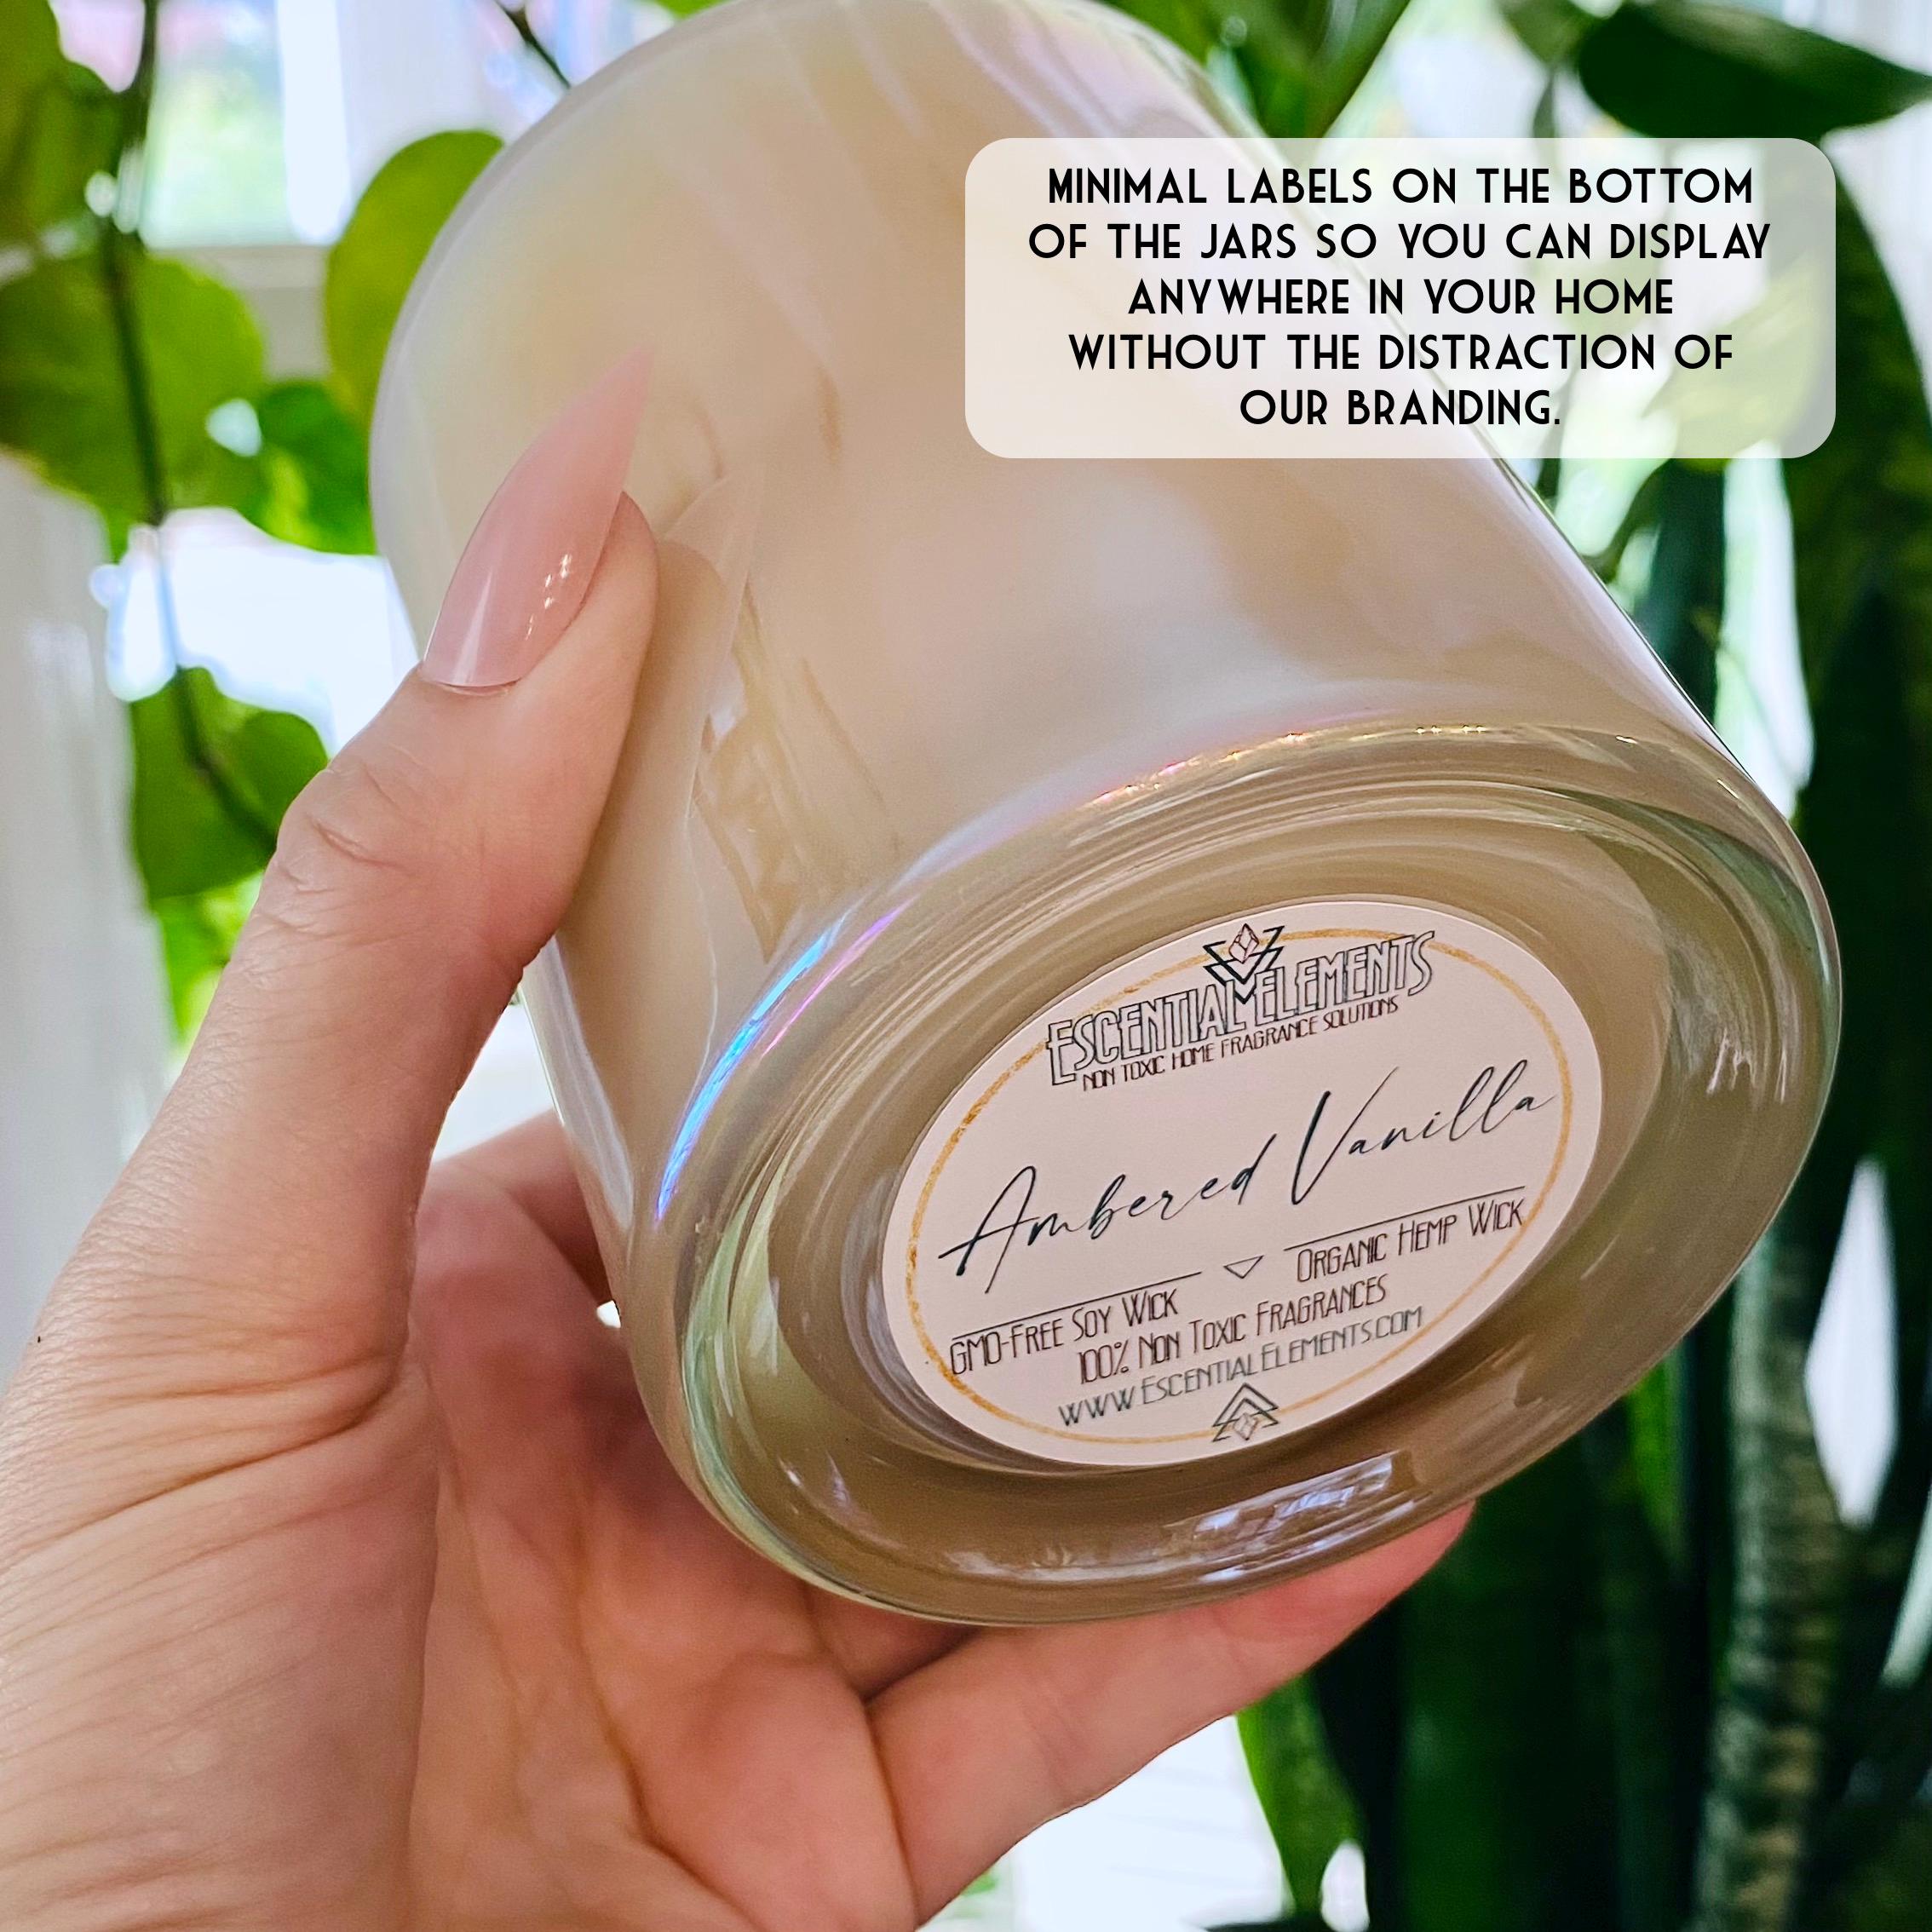 MINIMAL LABELS ON THE BOTTOM
OF THE JARS SO YOU CAN DISPLAY
ANYWHERE IN YOUR HOME
WITHOUT THE DISTRACTION OF
OUR BRANDING.
ESCENTIAL ELEMENTS
NON TOXIC HOME FRAGRANCE SOLUTIONS
Ambered Vanilla
GMO-FREE SOY WICK ORGANIC HEMP WICK
100% NON TOXIC FRAGRANCES
WWW.ESCENTIALELEMENTS.COM